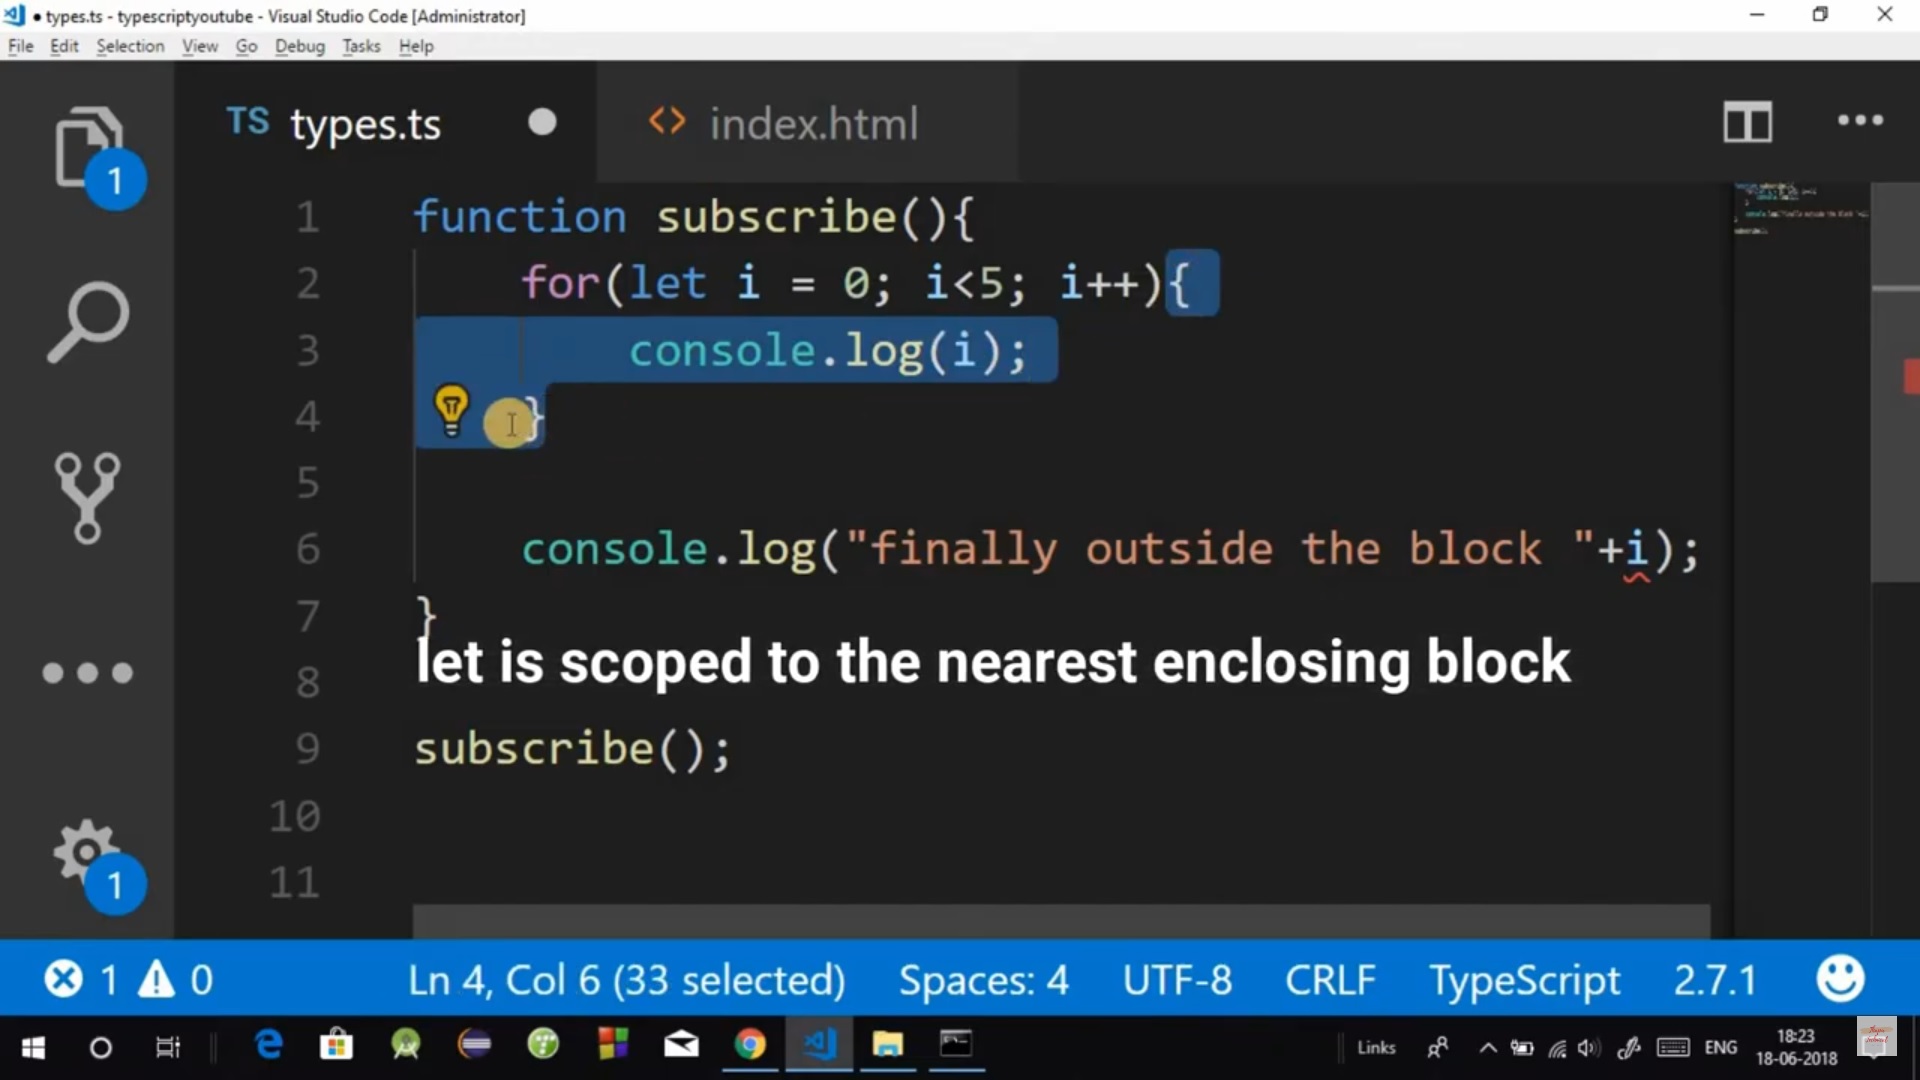 types.ts - typescriptyoutube - Visual Studio Code [Administrator]
File Edit Selection View Go Debug Tasks Help
TS types.ts <> index.html
1 function subscribe(){
2 for(let i = 0; i<5; i++){
3 console.log(i);
4 }
5
6 console.log("finally outside the block "+i);
7 }
let is scoped to the nearest enclosing block
8
9 subscribe();
10
11
1
1
1 0 Ln 4, Col 6 (33 selected) Spaces: 4 UTF-8 CRLF TypeScript 2.7.1
Links ENG 18:23
18-06-2018